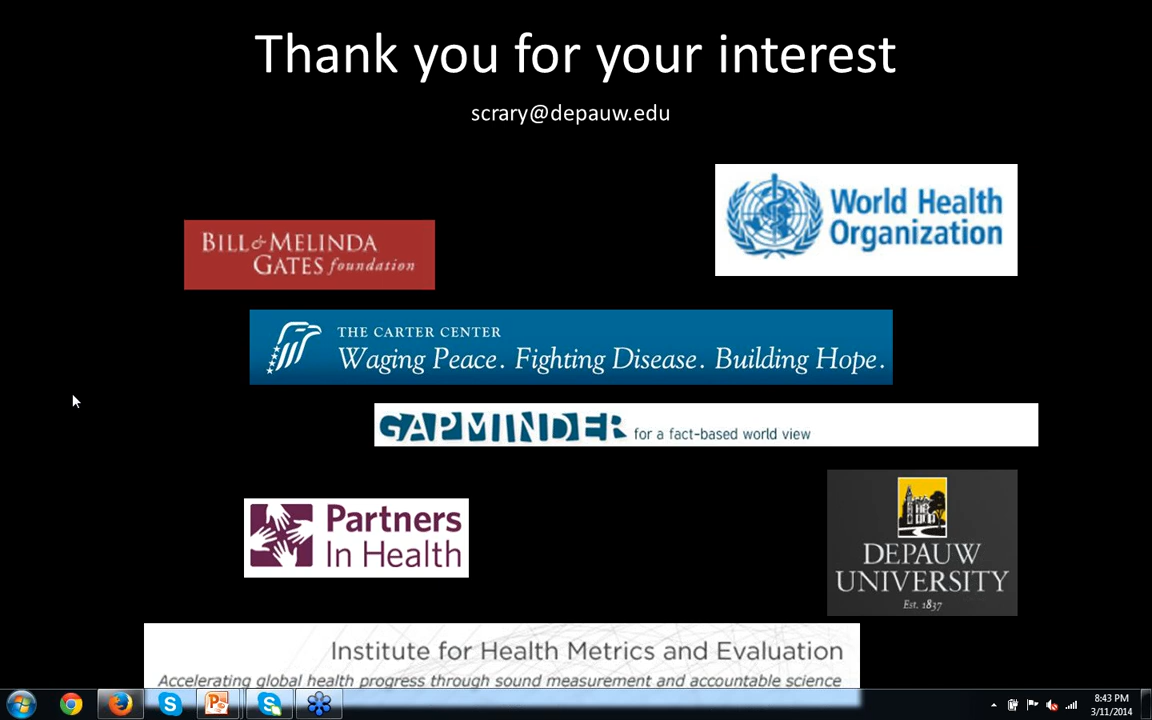 Thank you for your interest
scrary@depauw.edu
World Health
Organization
BILL & MELINDA
GATES foundation
THE CARTER CENTER
Waging Peace. Fighting Disease. Building Hope.
GAPMINDER for a fact-based world view
Partners
In Health
DEPAUW
UNIVERSITY
Est. 1837
Institute for Health Metrics and Evaluation
Accelerating global health progress through sound measurement and accountable science
8:43 PM
3/11/2014